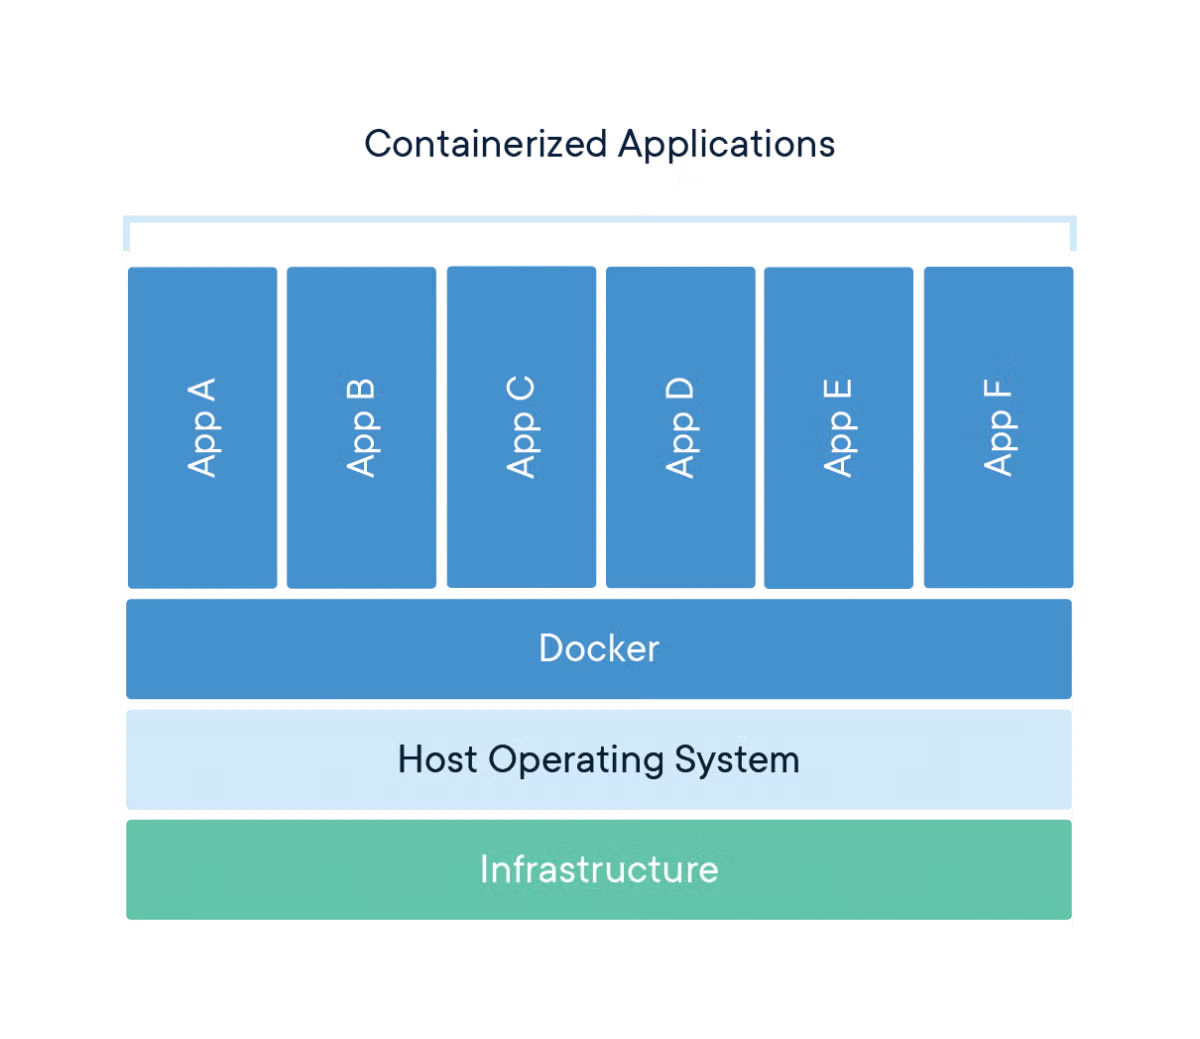 Containerized Applications
App A
App B
App C
App D
App E
App F
Docker
Host Operating System
Infrastructure